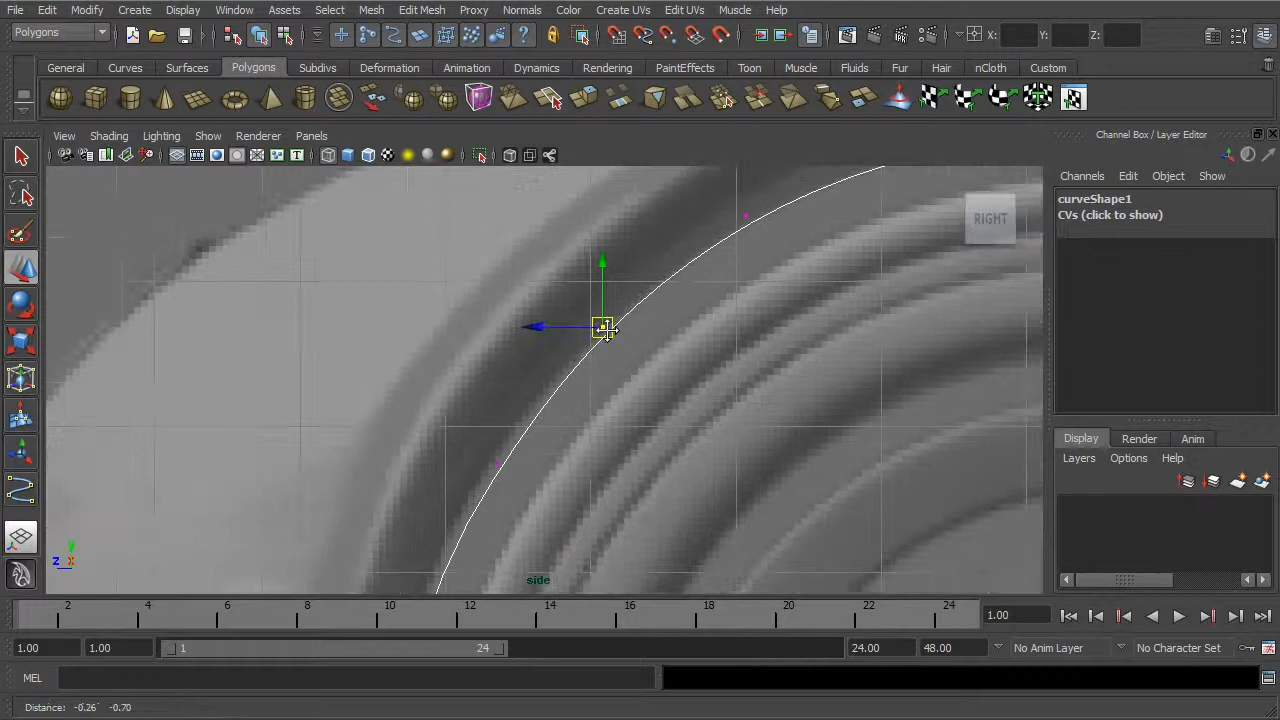 File Edit Modify Create Display Window Assets Select Mesh Edit Mesh Proxy Normals Color Create UVs Edit UVs Muscle Help
Polygons X: Y: Z:
General Curves Surfaces Polygons Subdivs Deformation Animation Dynamics Rendering PaintEffects Toon Muscle Fluids Fur Hair nCloth Custom
View Shading Lighting Show Renderer Panels
Channel Box / Layer Editor
Channels Edit Object Show
curveShape1
CVs (click to show)
RIGHT
Display Render Anim
Layers Options Help
y
z x
side
2 4 6 8 10 12 14 16 18 20 22 24 1.00
1.00 1.00 1 24 24.00 48.00 No Anim Layer No Character Set
MEL
Distance: -0.26 -0.70